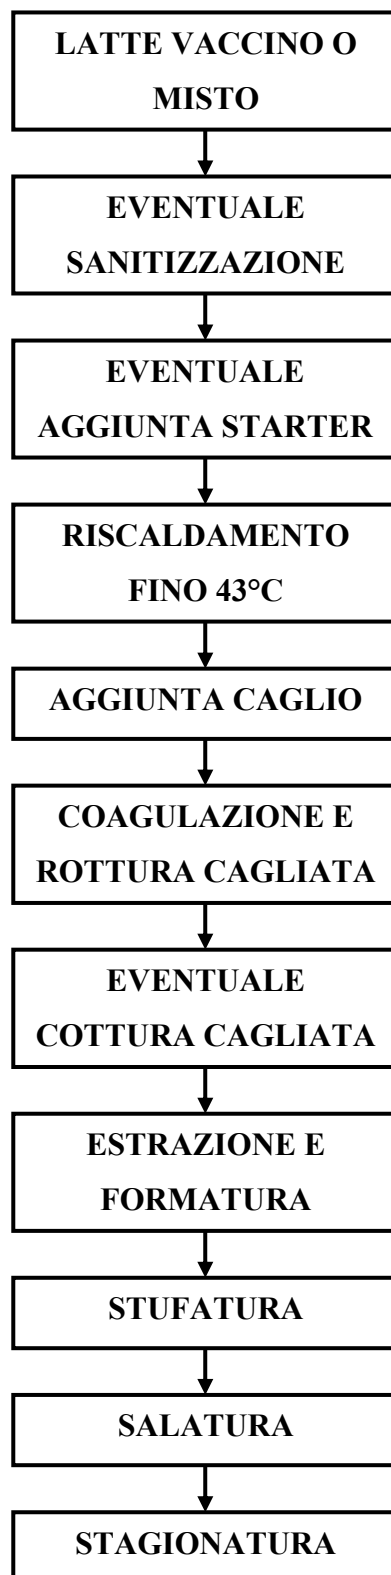 LATTE VACCINO O
MISTO
EVENTUALE
SANITIZZAZIONE
EVENTUALE
AGGIUNTA STARTER
RISCALDAMENTO
FINO 43°C
AGGIUNTA CAGLIO
COAGULAZIONE E
ROTTURA CAGLIATA
EVENTUALE
COTTURA CAGLIATA
ESTRAZIONE E
FORMATURA
STUFATURA
SALATURA
STAGIONATURA